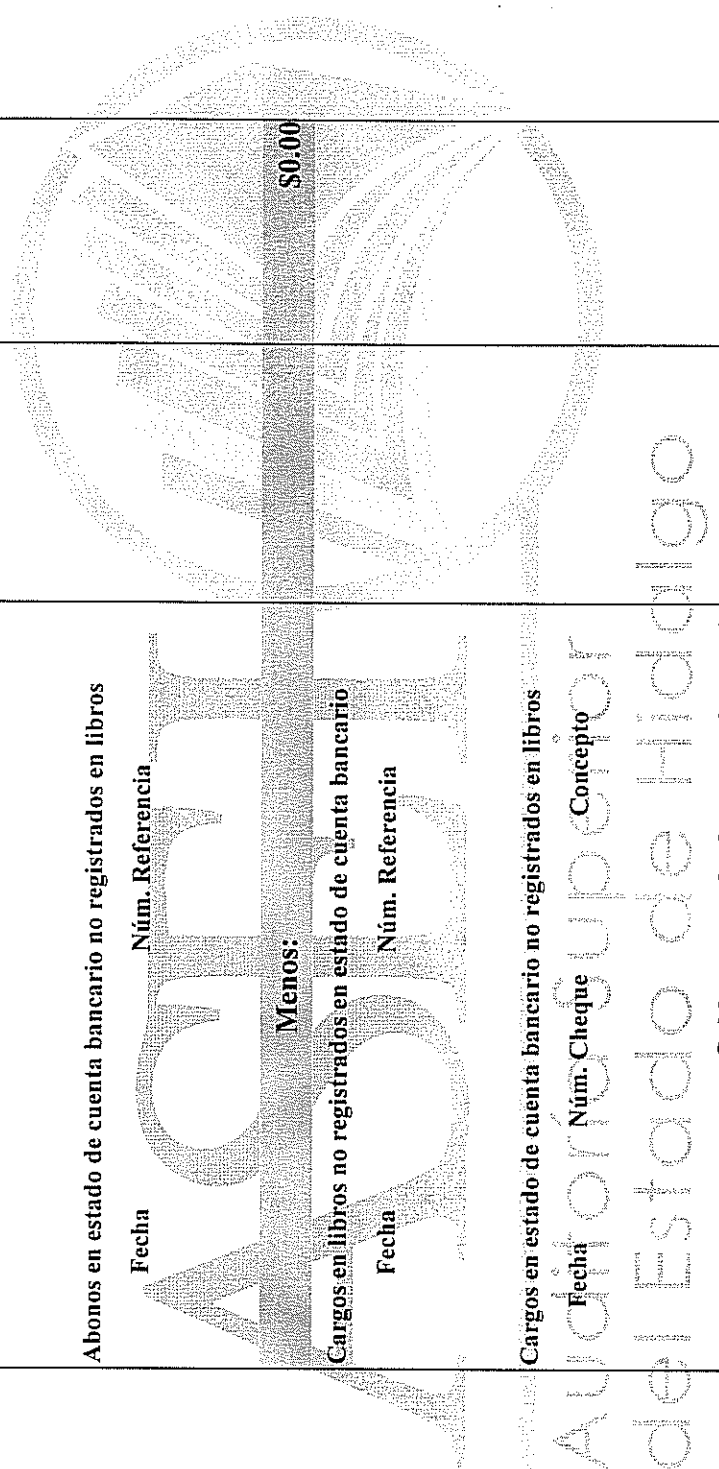 Abonos en estado de cuenta bancario no registrados en libros
Fecha Núm. Referencia
Menos: $0.00
Cargos en libros no registrados en estado de cuenta bancario
Fecha Núm. Referencia
Cargos en estado de cuenta bancario no registrados en libros
Fecha Núm. Cheque Concepto
ASEH
Auditoría Superior
del Estado de Hidalgo